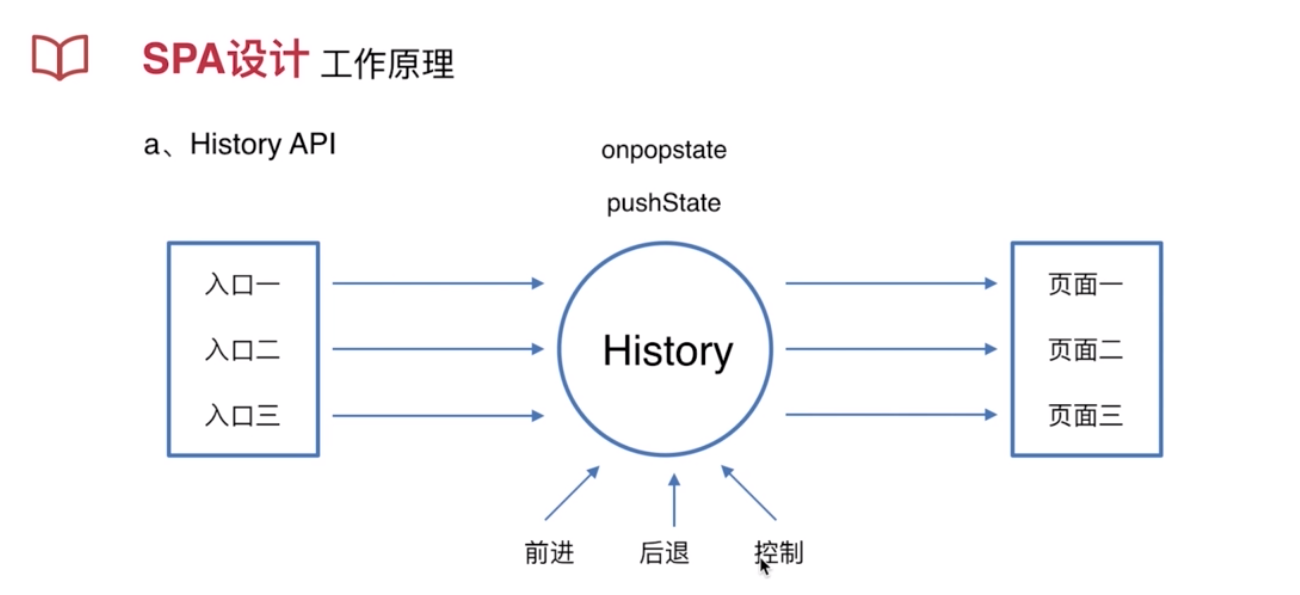 SPA设计 工作原理
a、History API
onpopstate
pushState
入口一
入口二
入口三
History
页面一
页面二
页面三
前进
后退
控制